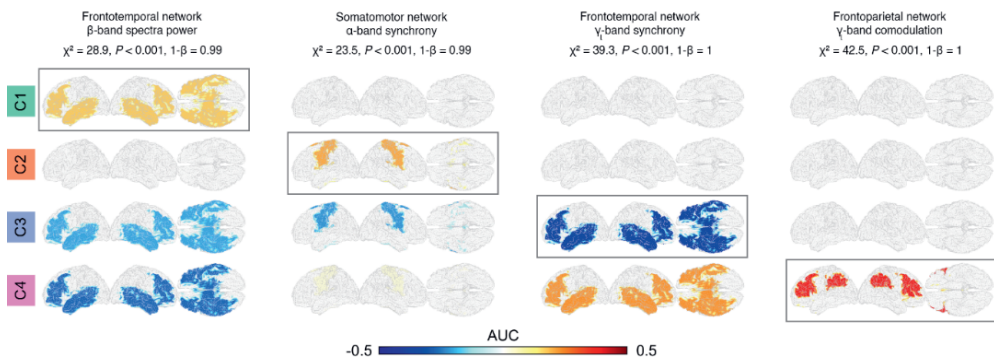 Frontotemporal network
β-band spectra power
χ² = 28.9, P < 0.001, 1-β = 0.99
Somatomotor network
α-band synchrony
χ² = 23.5, P < 0.001, 1-β = 0.99
Frontotemporal network
γᵢ-band synchrony
χ² = 39.3, P < 0.001, 1-β = 1
Frontoparietal network
γᵢ-band comodulation
χ² = 42.5, P < 0.001, 1-β = 1
C1
C2
C3
C4
AUC
-0.5
0.5